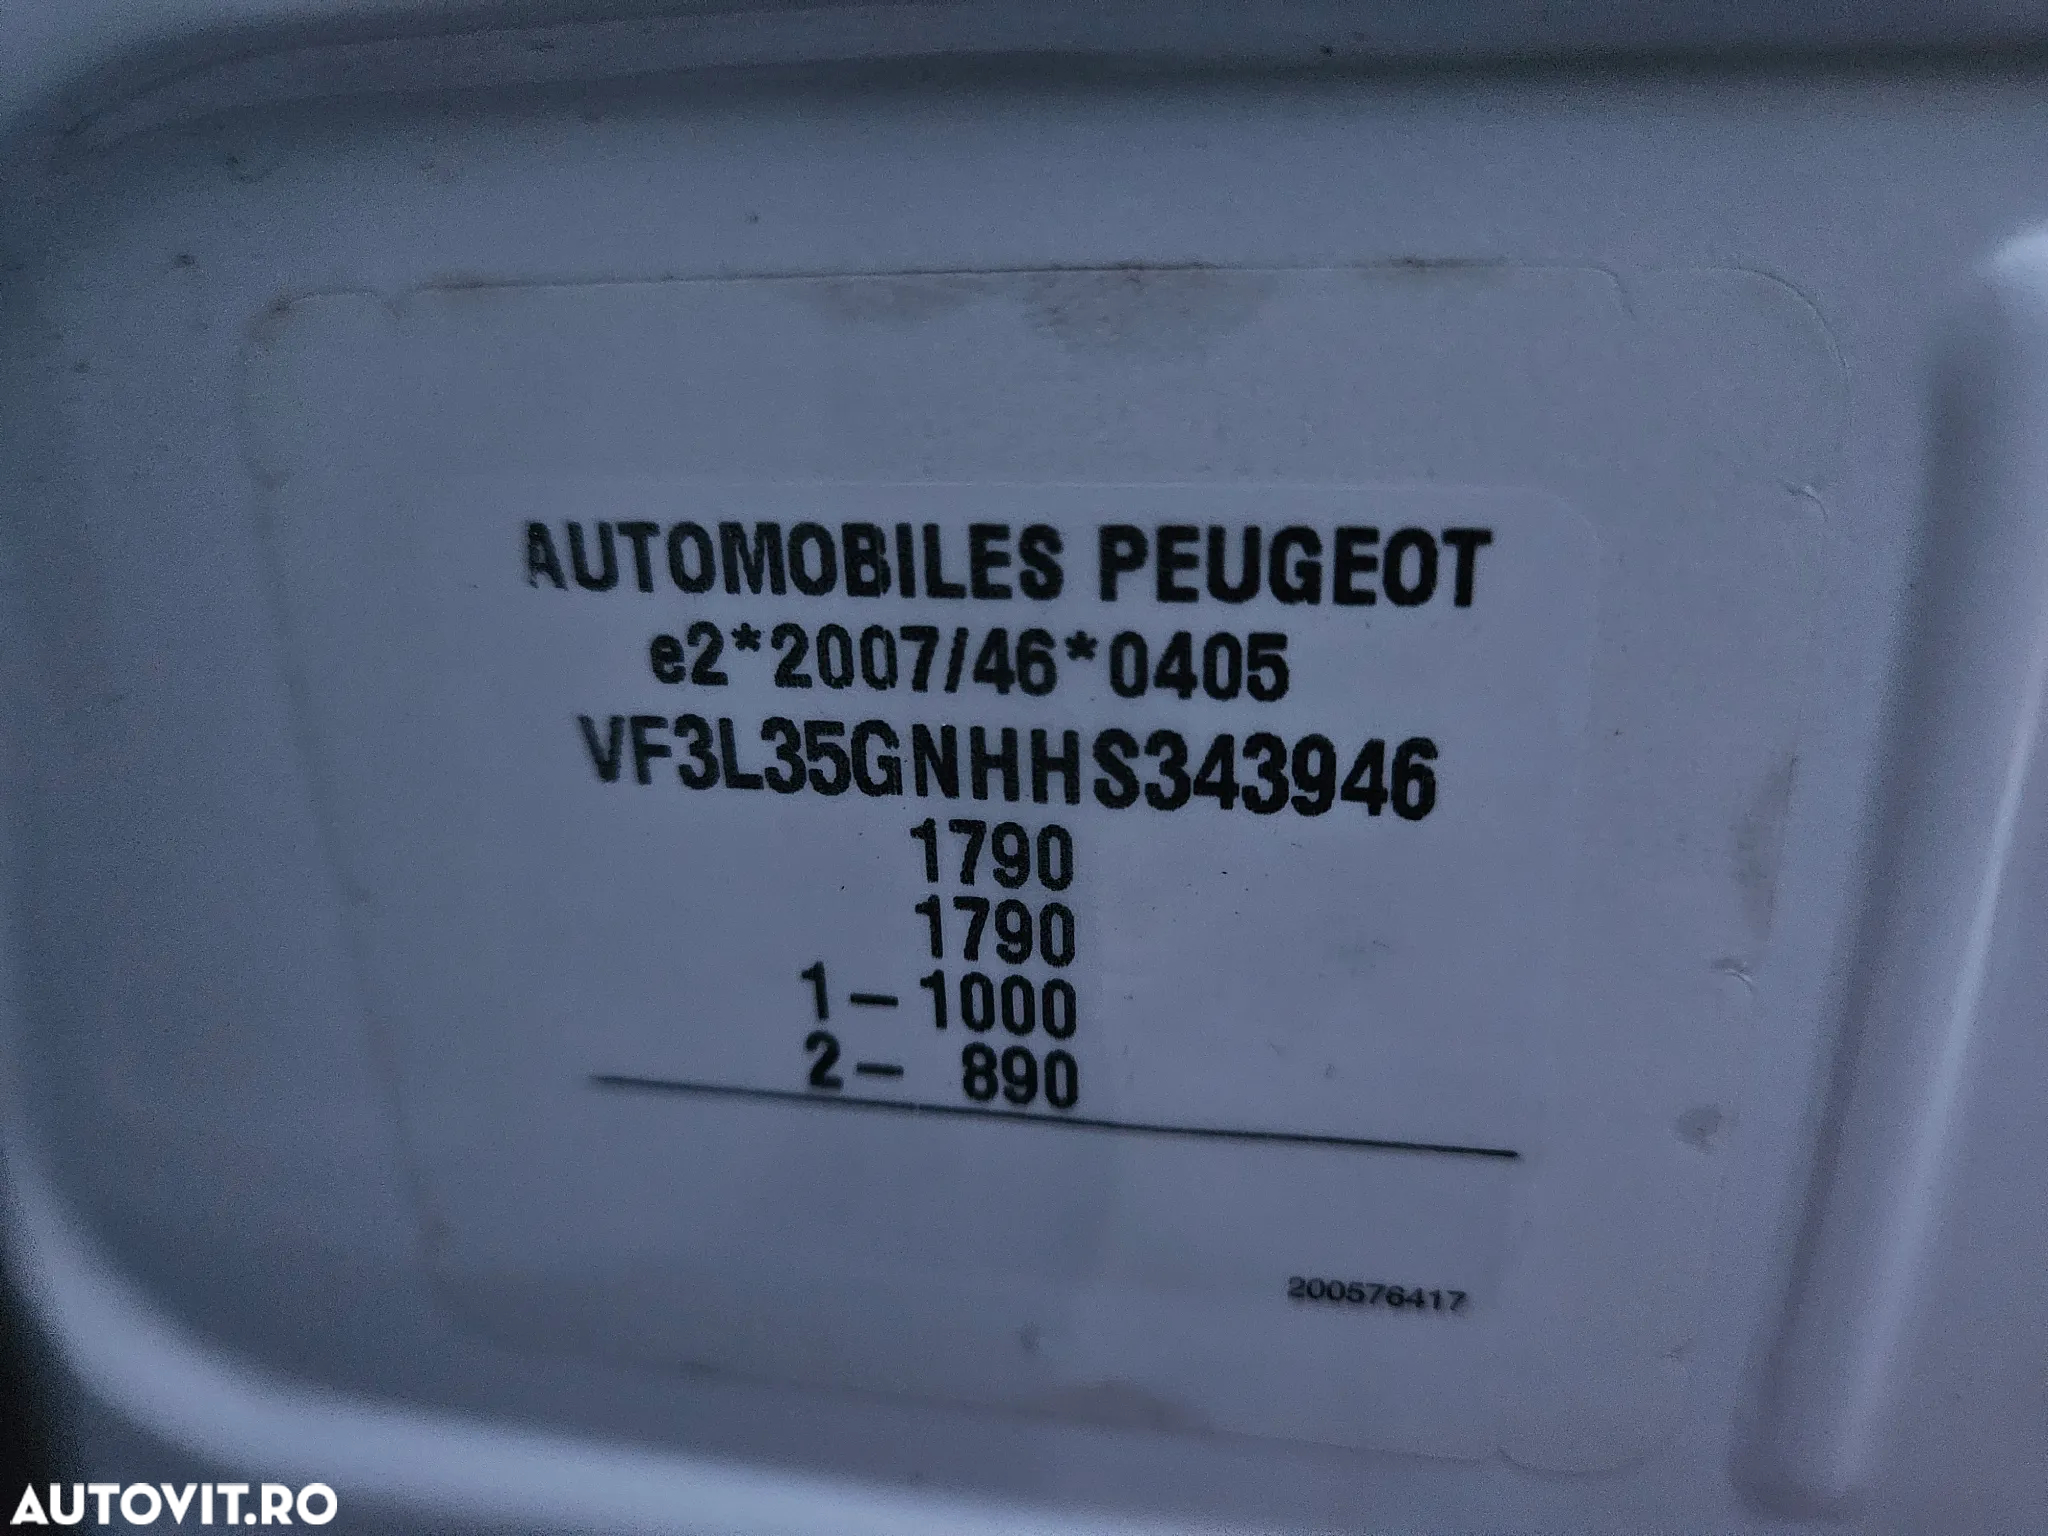 AUTOMOBILES PEUGEOT
e2*2007/46*0405
VF3L35GNHHS343946
1790
1790
1 - 1000
2 - 890
200576417
AUTOVIT.RO